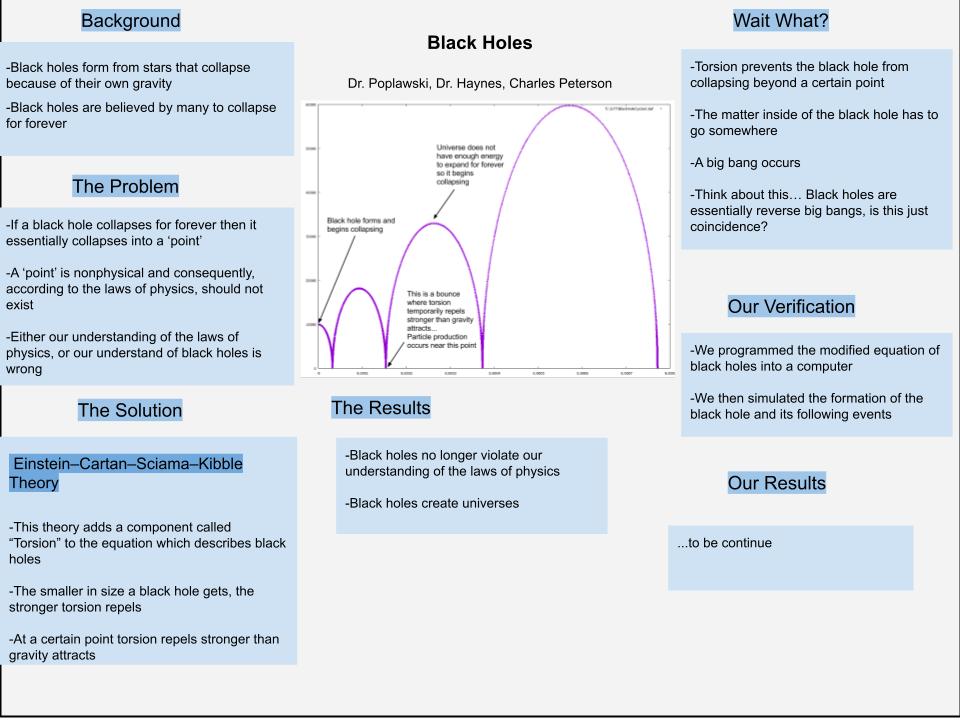 Background
-Black holes form from stars that collapse
because of their own gravity
-Black holes are believed by many to collapse
for forever
The Problem
-If a black hole collapses for forever then it
essentially collapses into a ‘point’
-A ‘point’ is nonphysical and consequently,
according to the laws of physics, should not
exist
-Either our understanding of the laws of
physics, or our understand of black holes is
wrong
The Solution
Einstein–Cartan–Sciama–Kibble
Theory
-This theory adds a component called
“Torsion” to the equation which describes black
holes
-The smaller in size a black hole gets, the
stronger torsion repels
-At a certain point torsion repels stronger than
gravity attracts
Black Holes
Dr. Poplawski, Dr. Haynes, Charles Peterson
Universe does not
have enough energy
to expand for forever
so it begins
collapsing
Black hole forms and
begins collapsing
This is a bounce
where torsion
temporarily repels
stronger than gravity
attracts...
Particle production
occurs near this point
The Results
-Black holes no longer violate our
understanding of the laws of physics
-Black holes create universes
Wait What?
-Torsion prevents the black hole from
collapsing beyond a certain point
-The matter inside of the black hole has to
go somewhere
-A big bang occurs
-Think about this… Black holes are
essentially reverse big bangs, is this just
coincidence?
Our Verification
-We programmed the modified equation of
black holes into a computer
-We then simulated the formation of the
black hole and its following events
Our Results
...to be continue